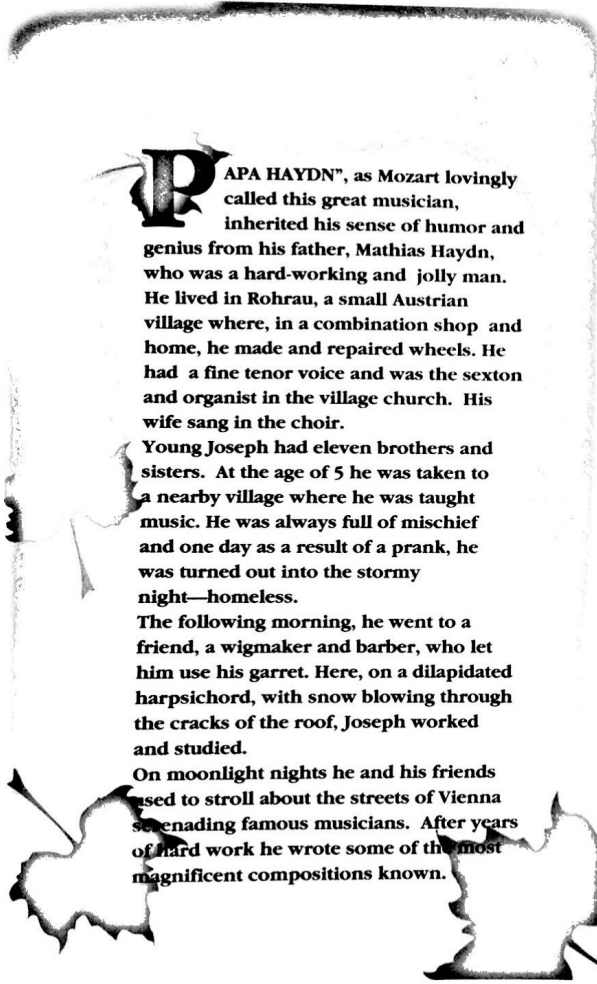 PAPA HAYDN”, as Mozart lovingly
called this great musician,
inherited his sense of humor and
genius from his father, Mathias Haydn,
who was a hard-working and jolly man.
He lived in Rohrau, a small Austrian
village where, in a combination shop and
home, he made and repaired wheels. He
had a fine tenor voice and was the sexton
and organist in the village church. His
wife sang in the choir.
Young Joseph had eleven brothers and
sisters. At the age of 5 he was taken to
a nearby village where he was taught
music. He was always full of mischief
and one day as a result of a prank, he
was turned out into the stormy
night—homeless.
The following morning, he went to a
friend, a wigmaker and barber, who let
him use his garret. Here, on a dilapidated
harpsichord, with snow blowing through
the cracks of the roof, Joseph worked
and studied.
On moonlight nights he and his friends
used to stroll about the streets of Vienna
serenading famous musicians. After years
of hard work he wrote some of the most
magnificent compositions known.